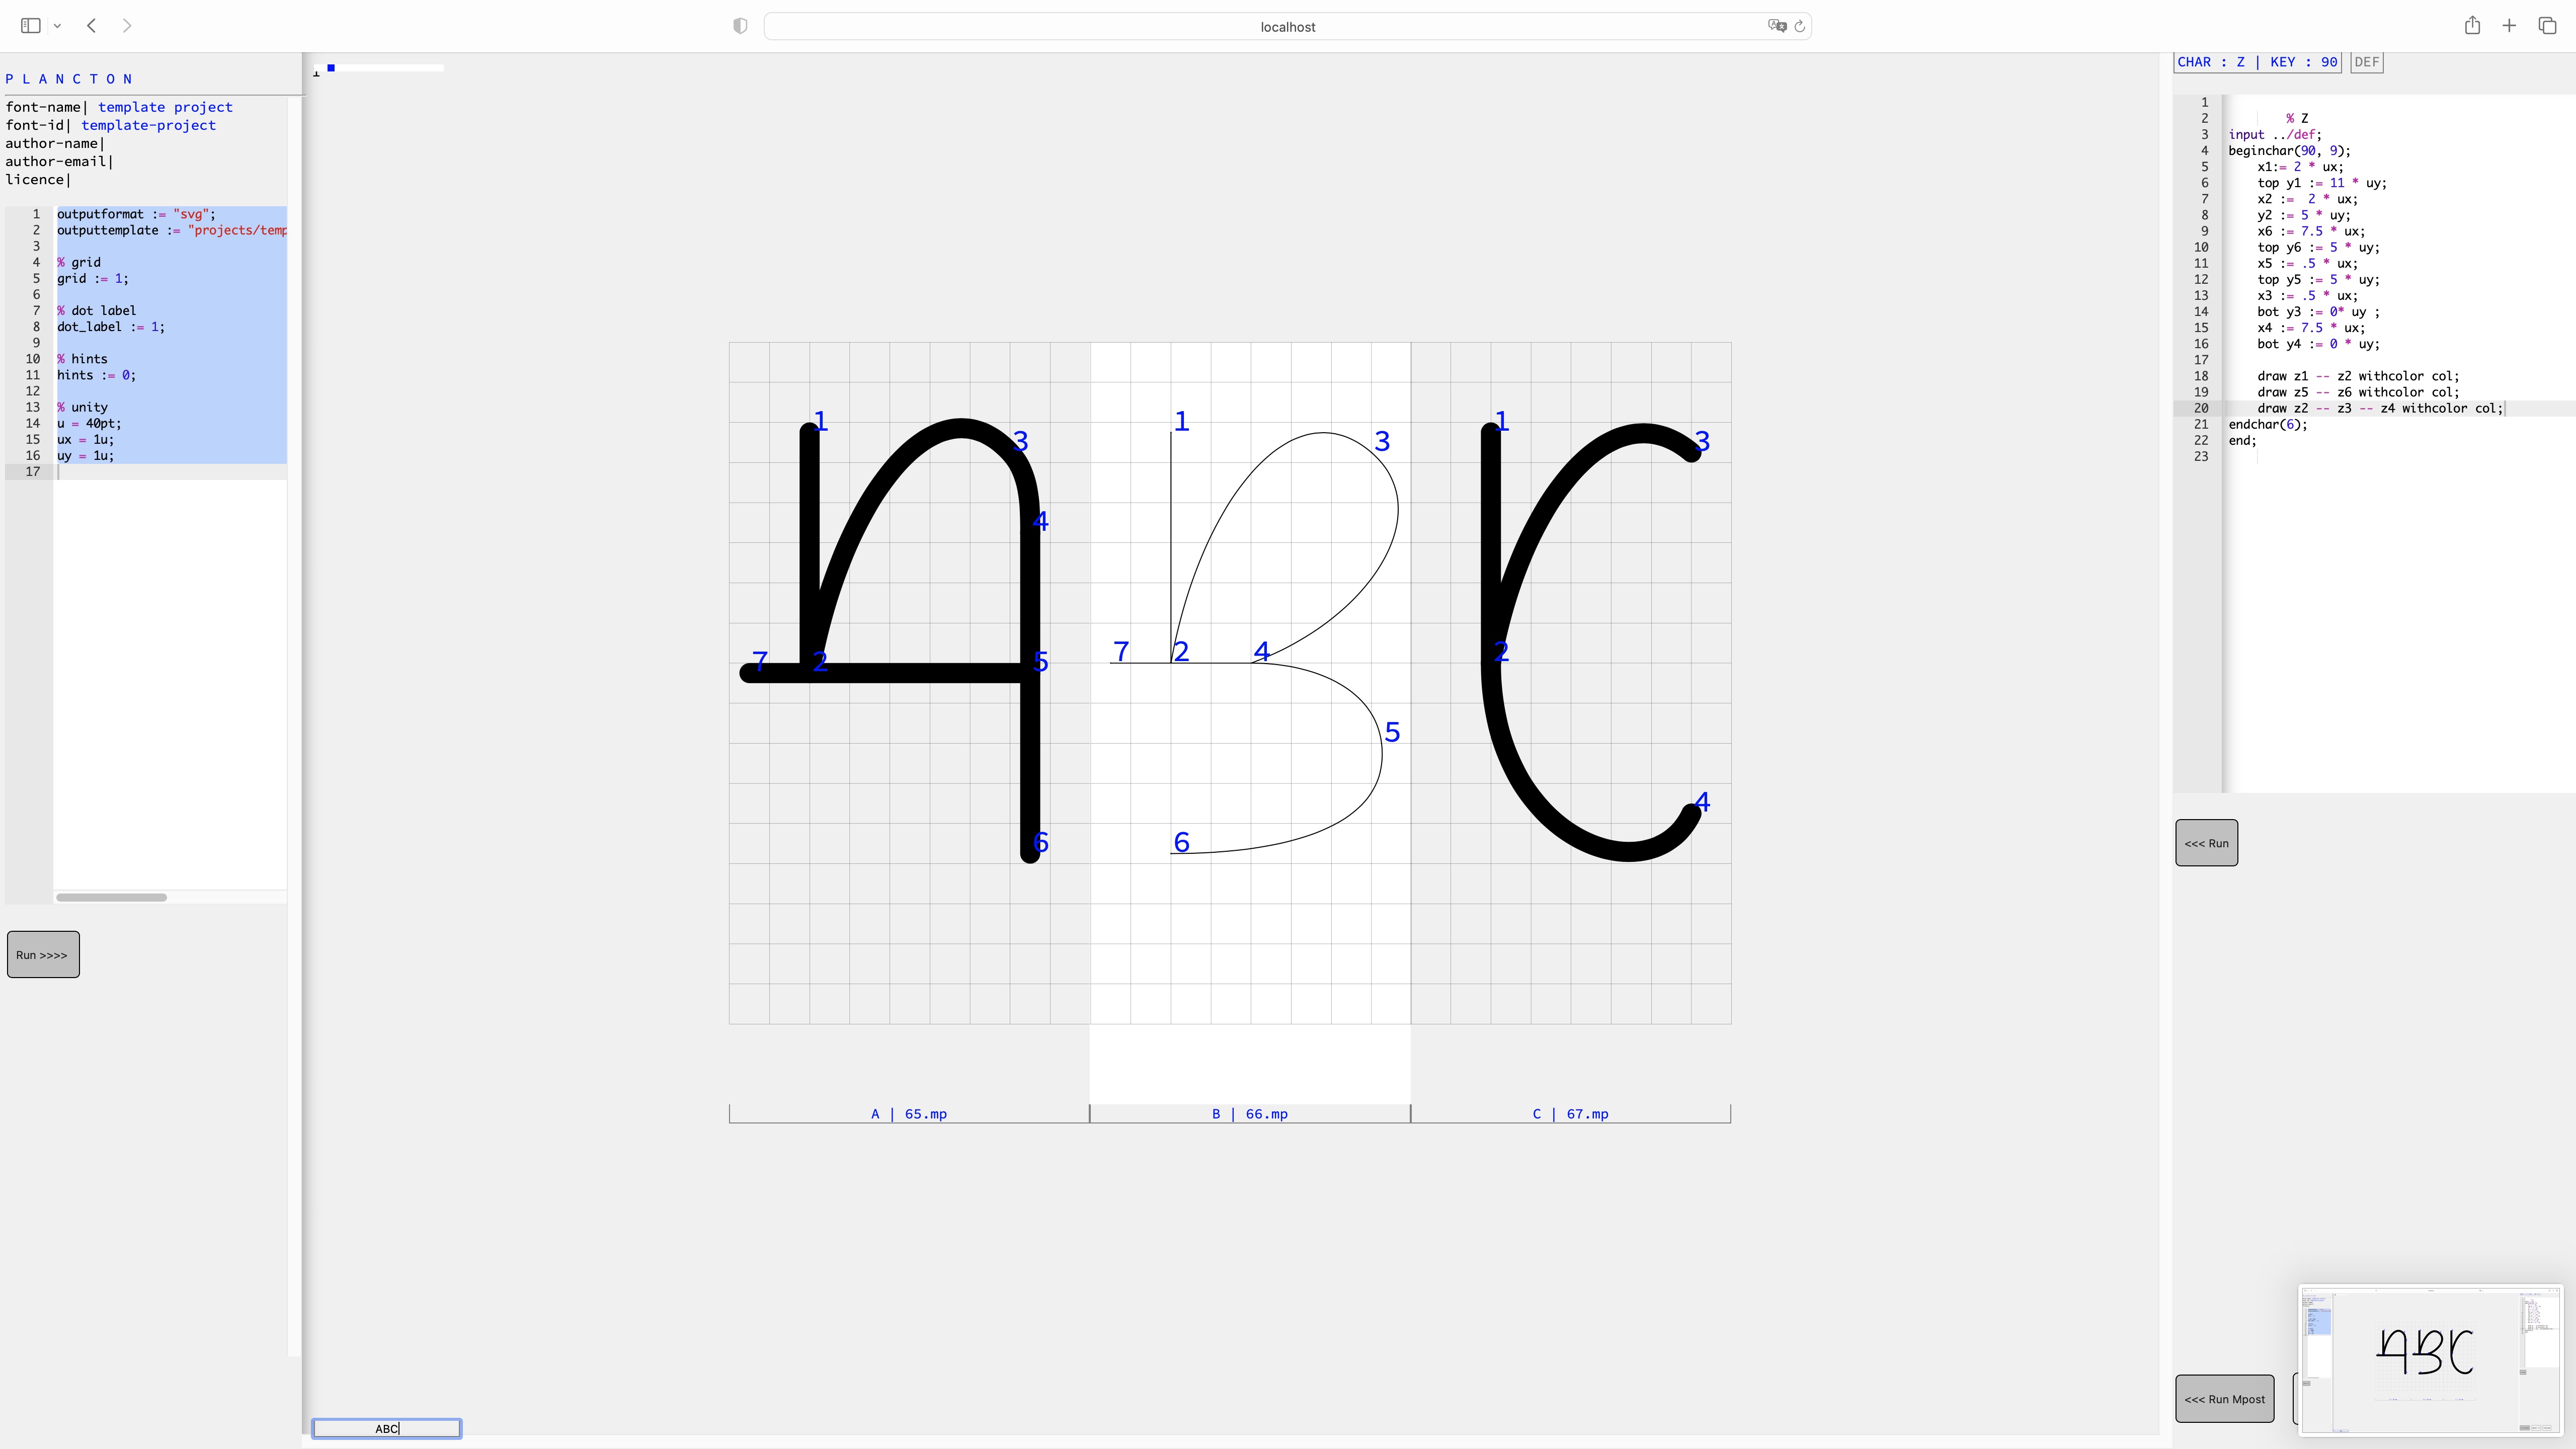 localhost
P L A N C T O N
font-name| template project
font-id| template-project
author-name|
author-email|
licence|
1 outputformat := "svg";
2 outputtemplate := "projects/temp
3
4 % grid
5 grid := 1;
6
7 % dot label
8 dot_label := 1;
9
10 % hints
11 hints := 0;
12
13 % unity
14 u = 40pt;
15 ux = 1u;
16 uy = 1u;
17
Run >>>>
1
1 2 3 4 5 6 7
1 2 3 4 5 6 7
1 2 3 4
A | 65.mp
B | 66.mp
C | 67.mp
ABC
CHAR : Z | KEY : 90
DEF
1
2 % Z
3 input ../def;
4 beginchar(90, 9);
5 x1:= 2 * ux;
6 top y1 := 11 * uy;
7 x2 :=  2 * ux;
8 y2 := 5 * uy;
9 x6 := 7.5 * ux;
10 top y6 := 5 * uy;
11 x5 := .5 * ux;
12 top y5 := 5 * uy;
13 x3 := .5 * ux;
14 bot y3 := 0* uy ;
15 x4 := 7.5 * ux;
16 bot y4 := 0 * uy;
17
18 draw z1 -- z2 withcolor col;
19 draw z5 -- z6 withcolor col;
20 draw z2 -- z3 -- z4 withcolor col;
21 endchar(6);
22 end;
23
<<< Run
<<< Run Mpost
ABC